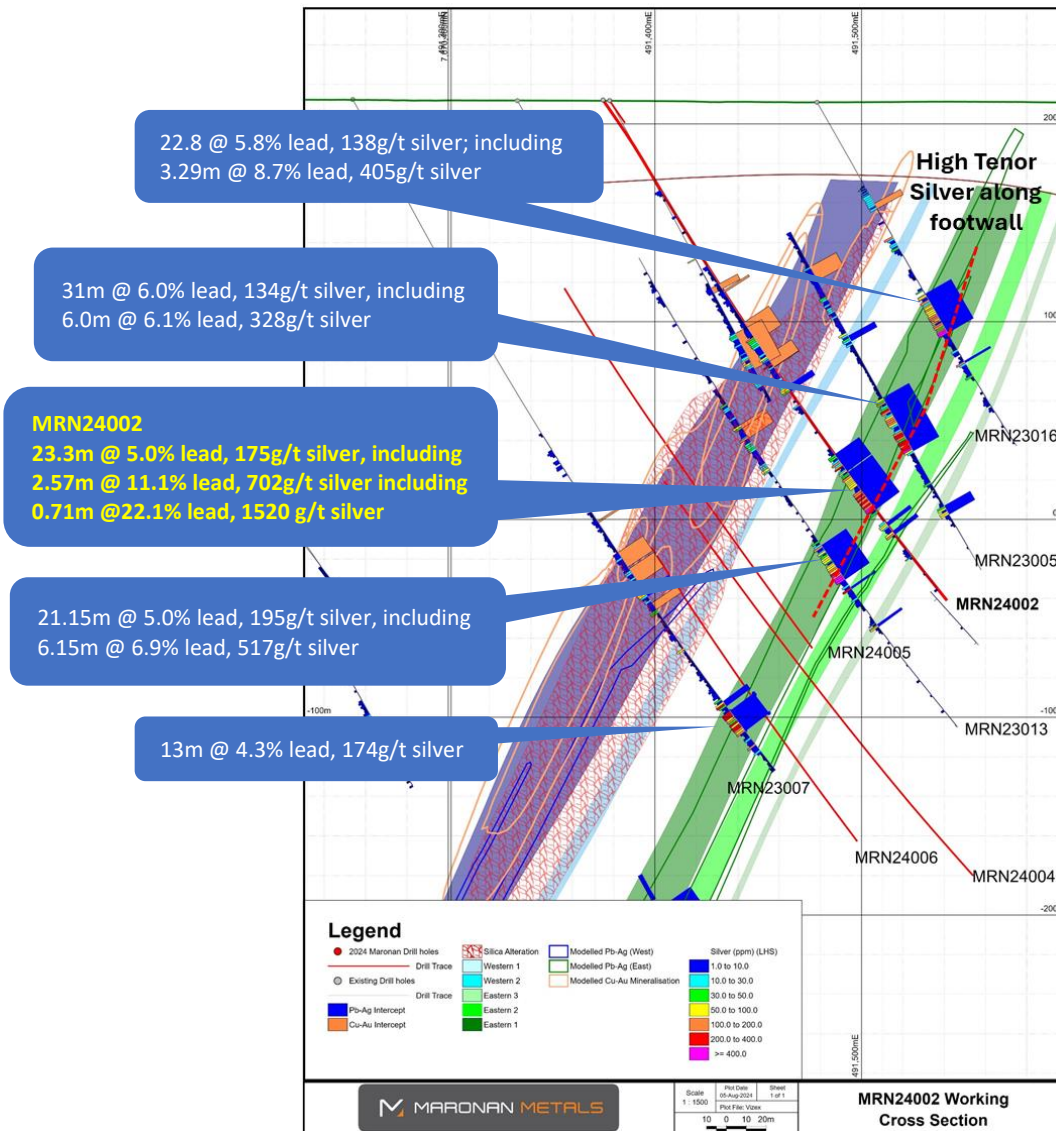 491,300mE
491,400mE
491,500mE
200
22.8 @ 5.8% lead, 138g/t silver; including
3.29m @ 8.7% lead, 405g/t silver
High Tenor
Silver along
footwall
31m @ 6.0% lead, 134g/t silver, including
6.0m @ 6.1% lead, 328g/t silver
100
MRN24002
23.3m @ 5.0% lead, 175g/t silver, including
2.57m @ 11.1% lead, 702g/t silver including
0.71m @22.1% lead, 1520 g/t silver
MRN23016
0
MRN23005
MRN24002
21.15m @ 5.0% lead, 195g/t silver, including
6.15m @ 6.9% lead, 517g/t silver
MRN24005
-100m
-100
MRN23013
13m @ 4.3% lead, 174g/t silver
MRN23007
MRN24006
MRN24004
-200
Legend
2024 Maronan Drill holes
Drill Trace
Existing Drill holes
Drill Trace
Pb-Ag Intercept
Cu-Au Intercept
Silica Alteration
Western 1
Western 2
Eastern 3
Eastern 2
Eastern 1
Modelled Pb-Ag (West)
Modelled Pb-Ag (East)
Modelled Cu-Au Mineralisation
Silver (ppm) (LHS)
1.0 to 10.0
10.0 to 30.0
30.0 to 50.0
50.0 to 100.0
100.0 to 200.0
200.0 to 400.0
>= 400.0
491,500mE
MARONAN METALS
Scale
1 : 1500
Plot Date
05-Aug-2024
Sheet
1 of 1
Plot File: Vizex
10 0 10 20m
MRN24002 Working
Cross Section